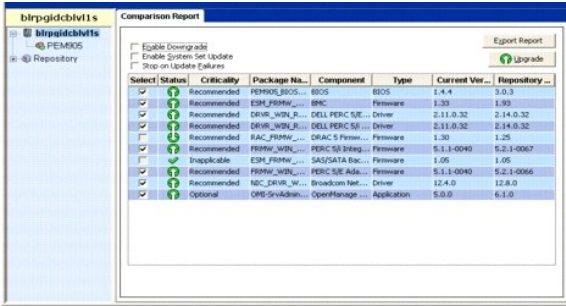 blrpgidcblvl1s
blrpgidcblvl1s
PEM905
Repository
Comparison Report
Enable Downgrade
Enable System Set Update
Stop on Update Failures
Export Report
Upgrade
Select Status Criticality Package Na... Component Type Current Ver... Repository ...
Recommended PEM905_BIOS... BIOS BIOS 1.4.4 3.0.3
Recommended ESM_FRMW_... BMC Firmware 1.33 1.93
Recommended DRVR_WIN_R... DELL PERC 5/E... Driver 2.11.0.32 2.14.0.32
Recommended DRVR_WIN_R... DELL PERC 5/i ... Driver 2.11.0.32 2.14.0.32
Recommended RAC_FRMW_... DRAC 5 Firmw... Firmware 1.30 1.25
Recommended FRMW_WIN_... PERC 5/i Integ... Firmware 5.1.1-0040 5.2.1-0067
Inapplicable ESM_FRMW_... SAS/SATA Bac... Firmware 1.05 1.05
Recommended FRMW_WIN_... PERC 5/E Ada... Firmware 5.1.1-0040 5.2.1-0066
Recommended NIC_DRVR_W... Broadcom Net... Driver 12.4.0 12.8.0
Optional OMI-SrvAdmin... OpenManage ... Application 5.0.0 6.1.0